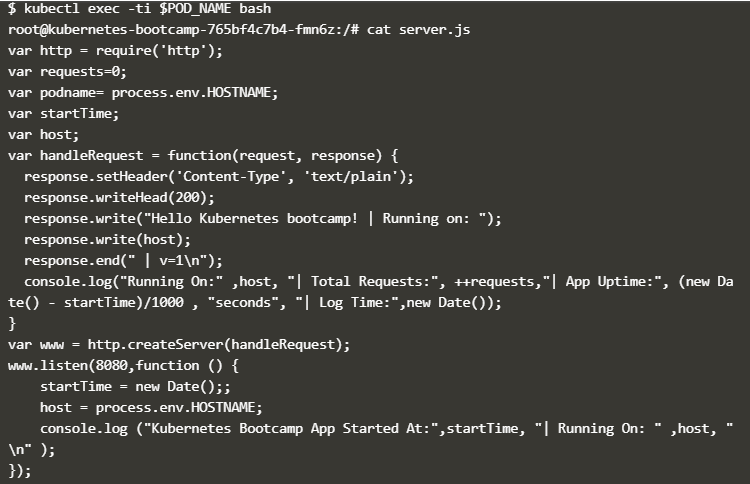 $ kubectl exec -ti $POD_NAME bash
root@kubernetes-bootcamp-765bf4c7b4-fmn6z:/# cat server.js
var http = require('http');
var requests=0;
var podname= process.env.HOSTNAME;
var startTime;
var host;
var handleRequest = function(request, response) {
  response.setHeader('Content-Type', 'text/plain');
  response.writeHead(200);
  response.write("Hello Kubernetes bootcamp! | Running on: ");
  response.write(host);
  response.end(" | v=1\n");
  console.log("Running On:" ,host, "| Total Requests:", ++requests,"| App Uptime:", (new Da
te() - startTime)/1000 , "seconds", "| Log Time:",new Date());
}
var www = http.createServer(handleRequest);
www.listen(8080,function () {
    startTime = new Date();;
    host = process.env.HOSTNAME;
    console.log ("Kubernetes Bootcamp App Started At:",startTime, "| Running On: " ,host, "
\n" );
});